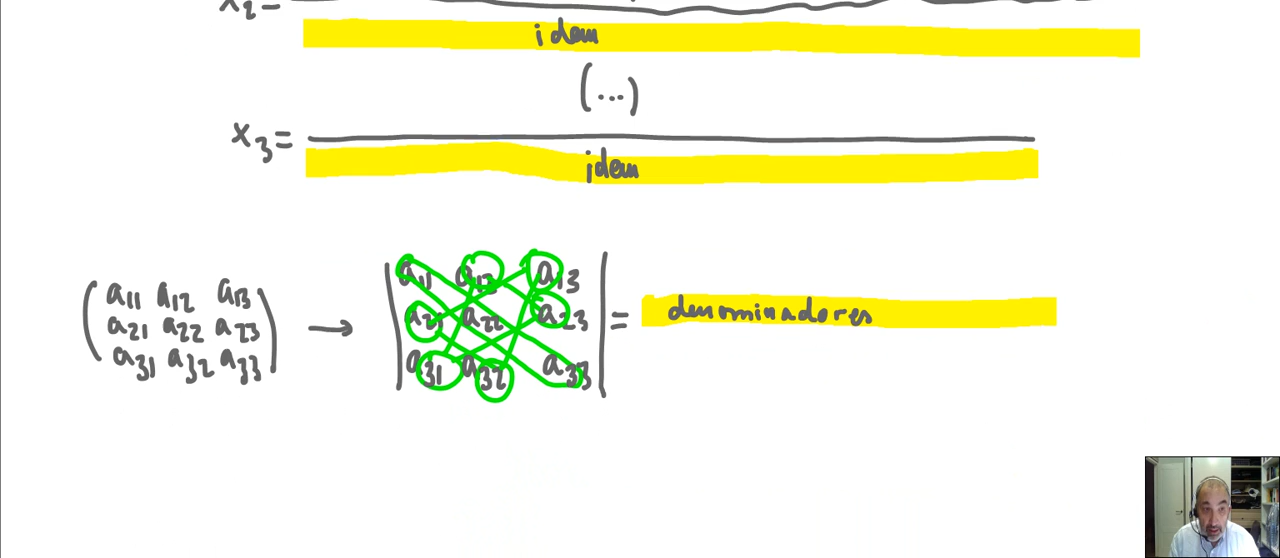 x₂=
idem
(...)
x₃=
idem
a₁₁ a₁₂ a₁₃
a₂₁ a₂₂ a₂₃
a₃₁ a₃₂ a₃₃
→
a₁₁ a₁₂ a₁₃
a₂₁ a₂₂ a₂₃
a₃₁ a₃₂ a₃₃
= denominadores